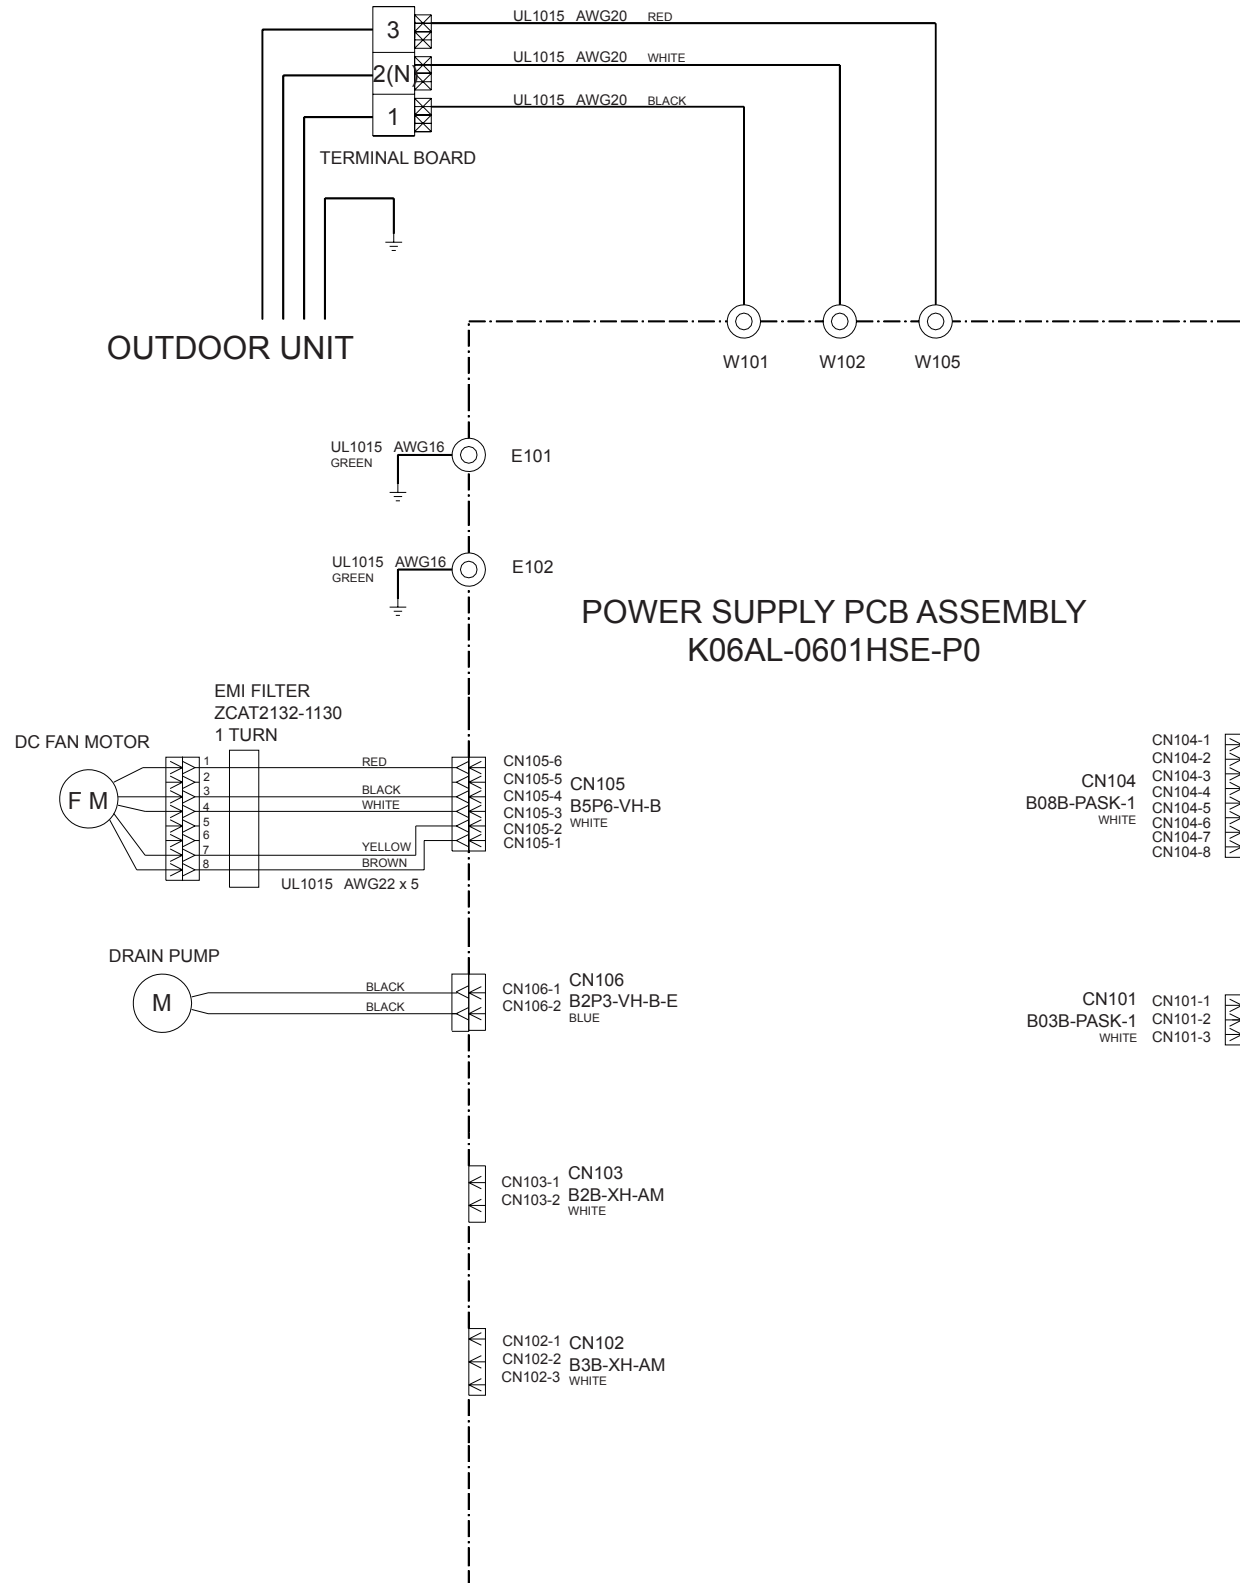 3
UL1015 AWG20 RED
2(N)
UL1015 AWG20 WHITE
1
UL1015 AWG20 BLACK
TERMINAL BOARD
OUTDOOR UNIT
W101
W102
W105
UL1015 AWG16
GREEN
E101
UL1015 AWG16
GREEN
E102
POWER SUPPLY PCB ASSEMBLY
K06AL-0601HSE-P0
EMI FILTER
ZCAT2132-1130
1 TURN
DC FAN MOTOR
F M
1
2
3
4
5
6
7
8
RED
BLACK
WHITE
YELLOW
BROWN
UL1015 AWG22 x 5
CN105-6
CN105-5
CN105-4
CN105-3
CN105-2
CN105-1
CN105
B5P6-VH-B
WHITE
CN104
B08B-PASK-1
WHITE
CN104-1
CN104-2
CN104-3
CN104-4
CN104-5
CN104-6
CN104-7
CN104-8
DRAIN PUMP
M
BLACK
BLACK
CN106-1
CN106-2
CN106
B2P3-VH-B-E
BLUE
CN101
B03B-PASK-1
WHITE
CN101-1
CN101-2
CN101-3
CN103-1
CN103-2
CN103
B2B-XH-AM
WHITE
CN102-1
CN102-2
CN102-3
CN102
B3B-XH-AM
WHITE